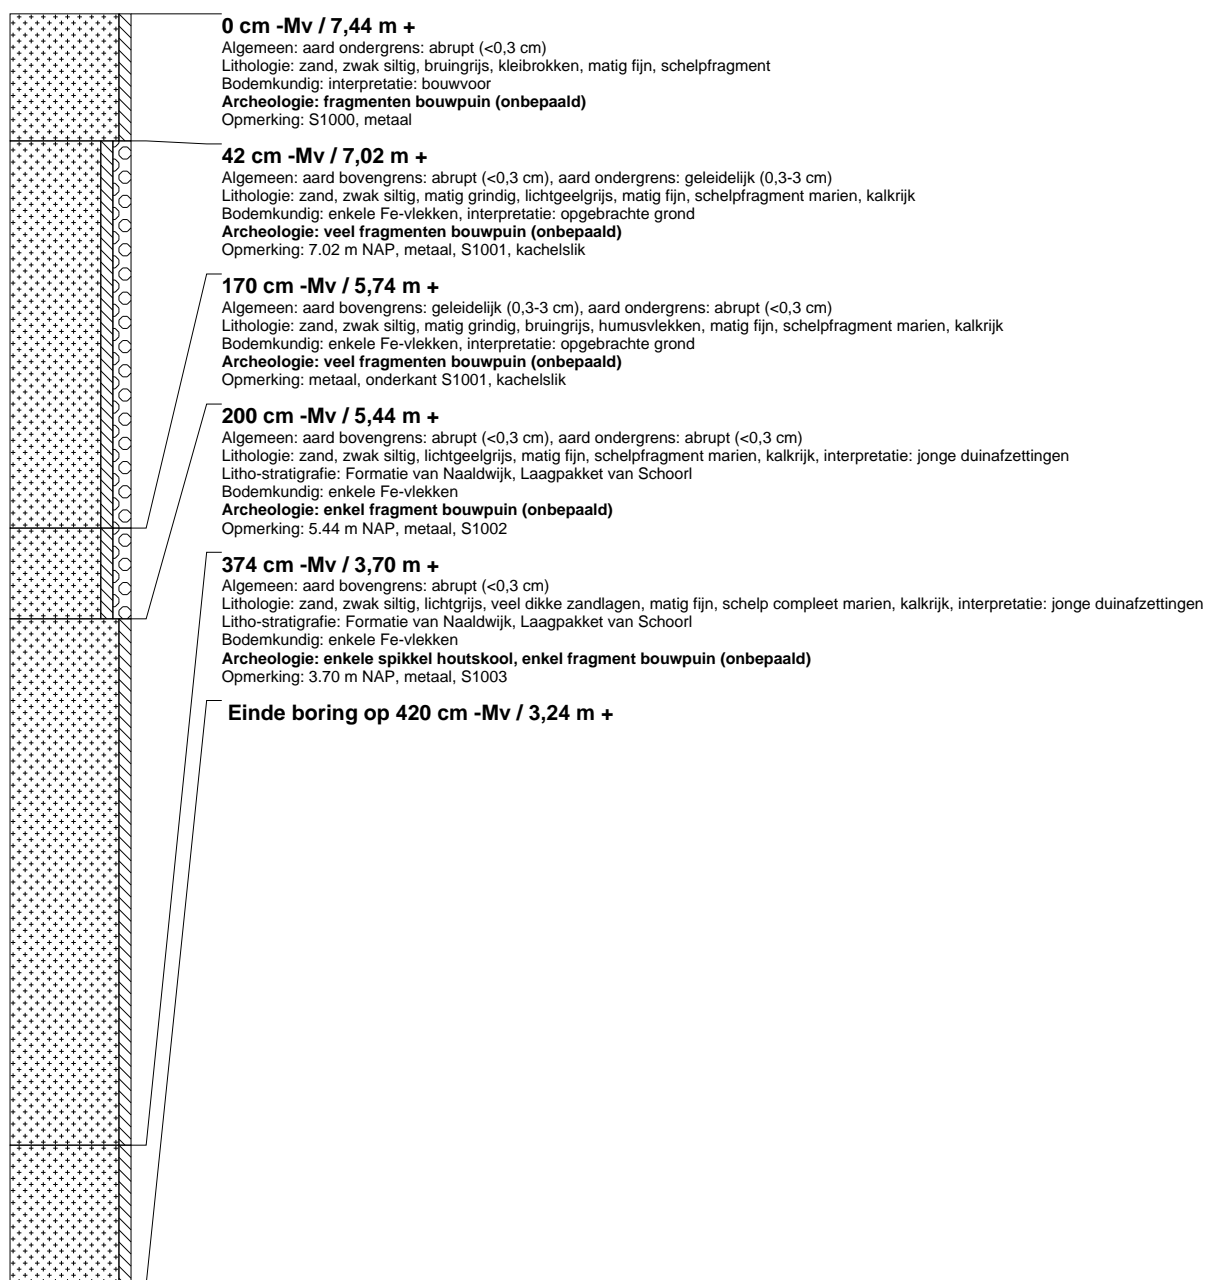 0 cm -Mv / 7,44 m +
Algemeen: aard ondergrens: abrupt (<0,3 cm)
Lithologie: zand, zwak siltig, bruingrijs, kleibrokken, matig fijn, schelpfragment
Bodemkundig: interpretatie: bouwvoor
Archeologie: fragmenten bouwpuin (onbepaald)
Opmerking: S1000, metaal
42 cm -Mv / 7,02 m +
Algemeen: aard bovengrens: abrupt (<0,3 cm), aard ondergrens: geleidelijk (0,3-3 cm)
Lithologie: zand, zwak siltig, matig grindig, lichtgeelgrijs, matig fijn, schelpfragment marien, kalkrijk
Bodemkundig: enkele Fe-vlekken, interpretatie: opgebrachte grond
Archeologie: veel fragmenten bouwpuin (onbepaald)
Opmerking: 7.02 m NAP, metaal, S1001, kachelslik
170 cm -Mv / 5,74 m +
Algemeen: aard bovengrens: geleidelijk (0,3-3 cm), aard ondergrens: abrupt (<0,3 cm)
Lithologie: zand, zwak siltig, matig grindig, bruingrijs, humusvlekken, matig fijn, schelpfragment marien, kalkrijk
Bodemkundig: enkele Fe-vlekken, interpretatie: opgebrachte grond
Archeologie: veel fragmenten bouwpuin (onbepaald)
Opmerking: metaal, onderkant S1001, kachelslik
200 cm -Mv / 5,44 m +
Algemeen: aard bovengrens: abrupt (<0,3 cm), aard ondergrens: abrupt (<0,3 cm)
Lithologie: zand, zwak siltig, lichtgeelgrijs, matig fijn, schelpfragment marien, kalkrijk, interpretatie: jonge duinafzettingen
Litho-stratigrafie: Formatie van Naaldwijk, Laagpakket van Schoorl
Bodemkundig: enkele Fe-vlekken
Archeologie: enkel fragment bouwpuin (onbepaald)
Opmerking: 5.44 m NAP, metaal, S1002
374 cm -Mv / 3,70 m +
Algemeen: aard bovengrens: abrupt (<0,3 cm)
Lithologie: zand, zwak siltig, lichtgrijs, veel dikke zandlagen, matig fijn, schelp compleet marien, kalkrijk, interpretatie: jonge duinafzettingen
Litho-stratigrafie: Formatie van Naaldwijk, Laagpakket van Schoorl
Bodemkundig: enkele Fe-vlekken
Archeologie: enkele spikkel houtskool, enkel fragment bouwpuin (onbepaald)
Opmerking: 3.70 m NAP, metaal, S1003
Einde boring op 420 cm -Mv / 3,24 m +